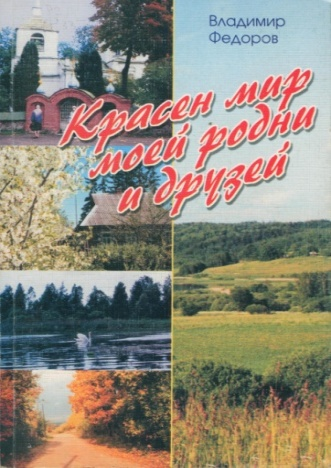 Владимир
Федоров
Красен мир
моей родни
и друзей